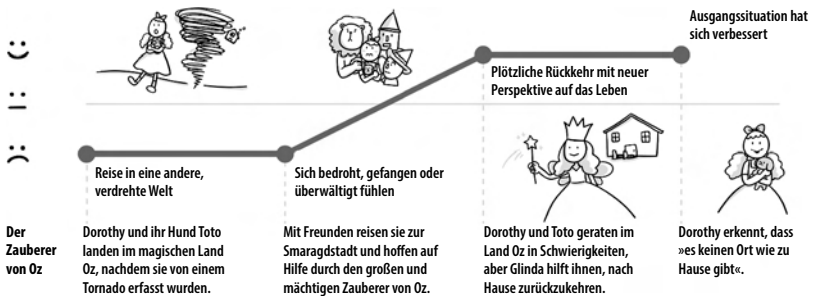 Ausgangssituation hat
sich verbessert
Plötzliche Rückkehr mit neuer
Perspektive auf das Leben
Reise in eine andere,
verdrehte Welt
Sich bedroht, gefangen oder
überwältigt fühlen
Der
Zauberer
von Oz
Dorothy und ihr Hund Toto
landen im magischen Land
Oz, nachdem sie von einem
Tornado erfasst wurden.
Mit Freunden reisen sie zur
Smaragdstadt und hoffen auf
Hilfe durch den großen und
mächtigen Zauberer von Oz.
Dorothy und Toto geraten im
Land Oz in Schwierigkeiten,
aber Glinda hilft ihnen, nach
Hause zurückzukehren.
Dorothy erkennt, dass
»es keinen Ort wie zu
Hause gibt«.